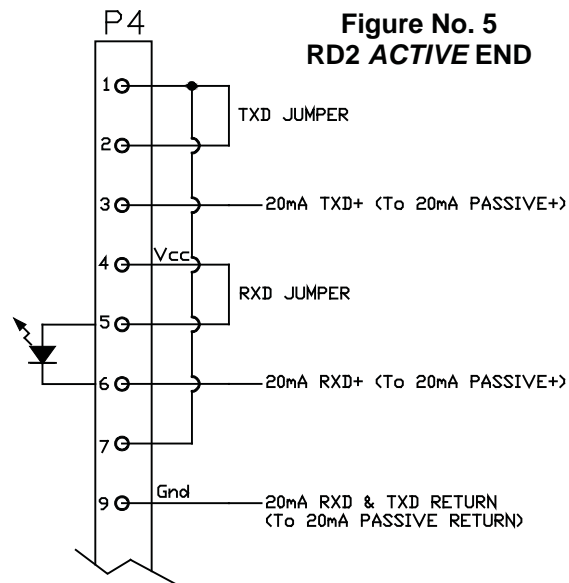 P4
Figure No. 5
RD2 ACTIVE END
1
TXD JUMPER
2
3
20mA TXD+ (To 20mA PASSIVE+)
4
Vcc
RXD JUMPER
5
6
20mA RXD+ (To 20mA PASSIVE+)
7
9
Gnd
20mA RXD & TXD RETURN
(To 20mA PASSIVE RETURN)